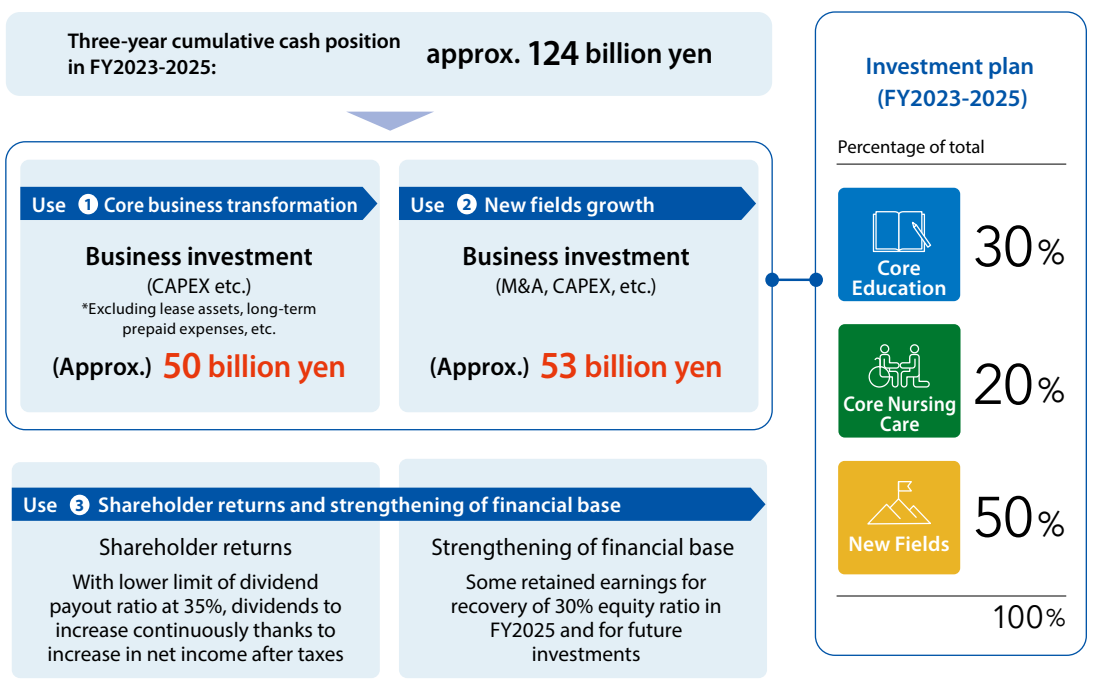 Three-year cumulative cash position
in FY2023-2025:
approx. 124 billion yen
Use 1 Core business transformation
Business investment
(CAPEX etc.)
*Excluding lease assets, long-term
prepaid expenses, etc.
(Approx.) 50 billion yen
Use 2 New fields growth
Business investment
(M&A, CAPEX, etc.)
(Approx.) 53 billion yen
Use 3 Shareholder returns and strengthening of financial base
Shareholder returns
With lower limit of dividend
payout ratio at 35%, dividends to
increase continuously thanks to
increase in net income after taxes
Strengthening of financial base
Some retained earnings for
recovery of 30% equity ratio in
FY2025 and for future
investments
Investment plan
(FY2023-2025)
Percentage of total
Core
Education
30%
Core Nursing
Care
20%
New Fields
50%
100%